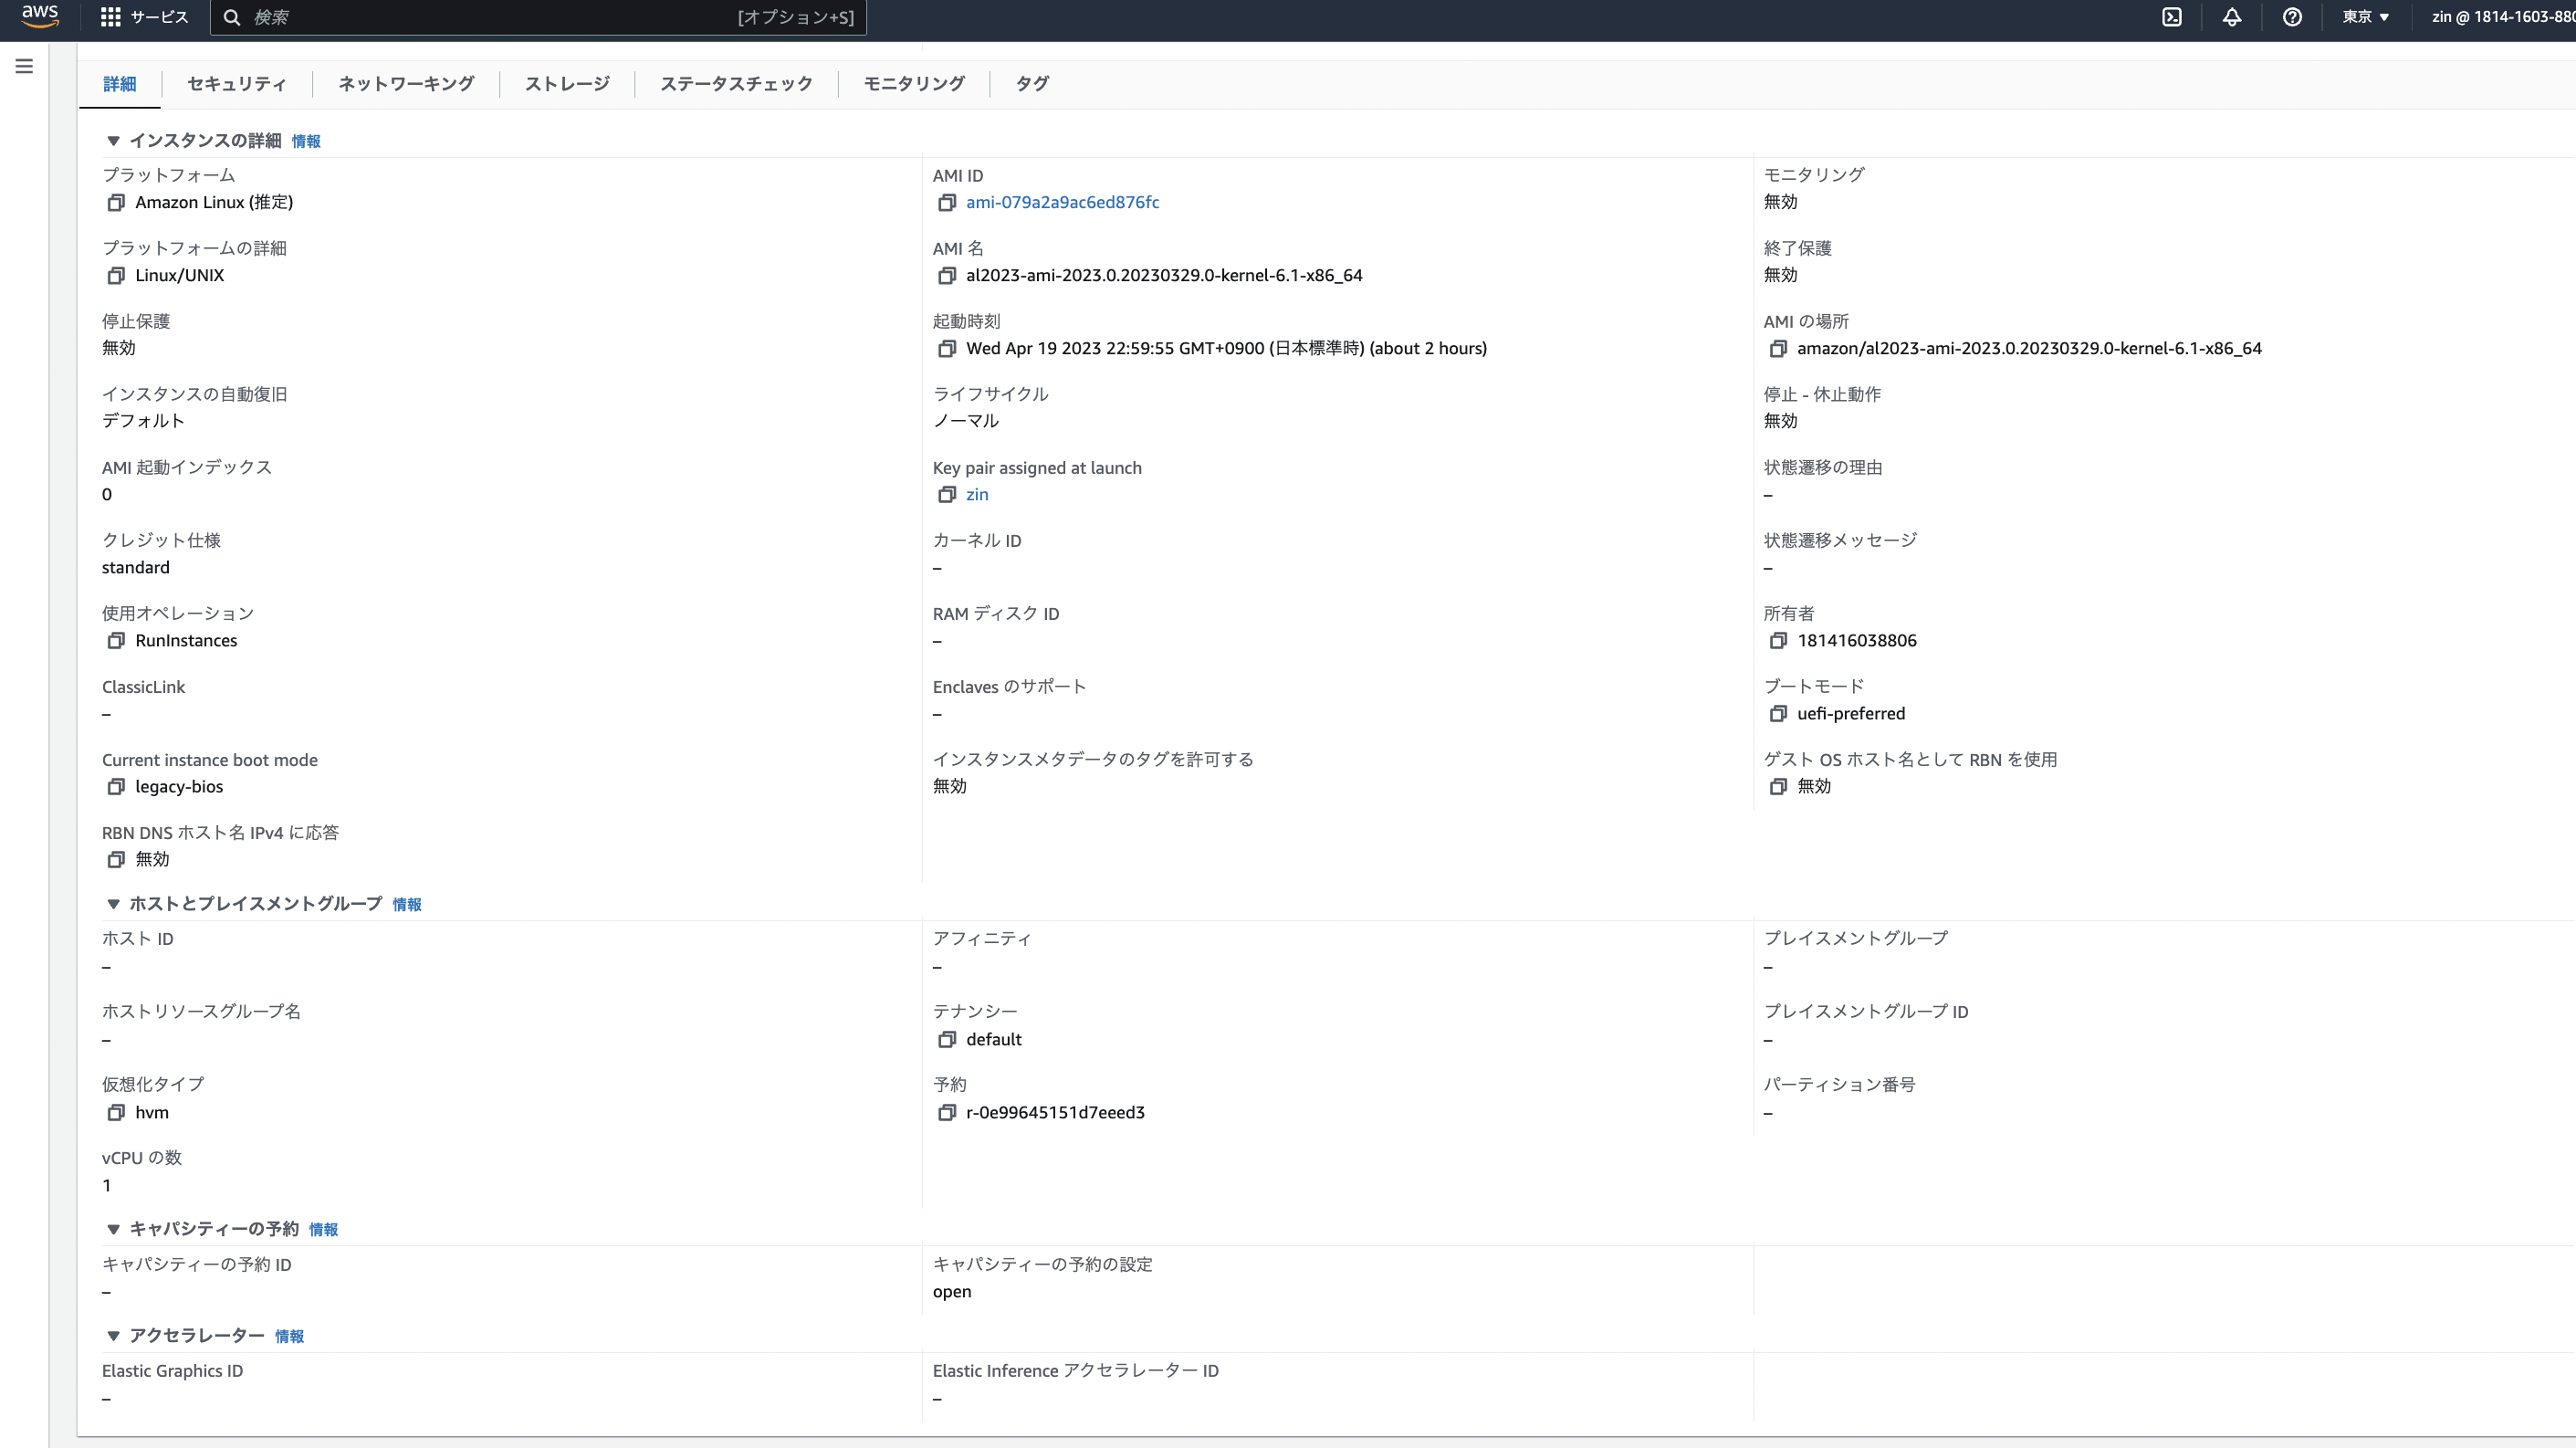 aws サービス 検索 [オプション+S] 東京 ▼ zin @ 1814-1603-880
詳細 セキュリティ ネットワーキング ストレージ ステータスチェック モニタリング タグ
▼ インスタンスの詳細 情報
プラットフォーム AMI ID モニタリング
Amazon Linux (推定) ami-079a2a9ac6ed876fc 無効
プラットフォームの詳細 AMI 名 終了保護
Linux/UNIX al2023-ami-2023.0.20230329.0-kernel-6.1-x86_64 無効
停止保護 起動時刻 AMI の場所
無効 Wed Apr 19 2023 22:59:55 GMT+0900 (日本標準時) (about 2 hours) amazon/al2023-ami-2023.0.20230329.0-kernel-6.1-x86_64
インスタンスの自動復旧 ライフサイクル 停止 - 休止動作
デフォルト ノーマル 無効
AMI 起動インデックス Key pair assigned at launch 状態遷移の理由
0 zin –
クレジット仕様 カーネル ID 状態遷移メッセージ
standard – –
使用オペレーション RAM ディスク ID 所有者
RunInstances – 181416038806
ClassicLink Enclaves のサポート ブートモード
– – uefi-preferred
Current instance boot mode インスタンスメタデータのタグを許可する ゲスト OS ホスト名として RBN を使用
legacy-bios 無効 無効
RBN DNS ホスト名 IPv4 に応答
無効
▼ ホストとプレイスメントグループ 情報
ホスト ID アフィニティ プレイスメントグループ
– – –
ホストリソースグループ名 テナンシー プレイスメントグループ ID
– default –
仮想化タイプ 予約 パーティション番号
hvm r-0e99645151d7eeed3 –
vCPU の数
1
▼ キャパシティーの予約 情報
キャパシティーの予約 ID キャパシティーの予約の設定
– open
▼ アクセラレーター 情報
Elastic Graphics ID Elastic Inference アクセラレーター ID
– –